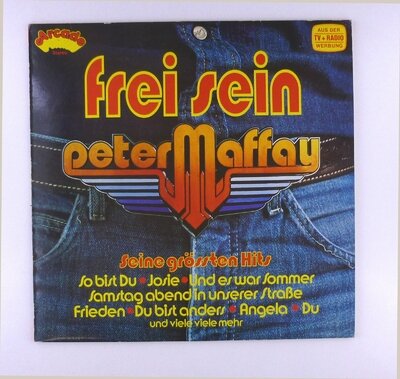 Arcade
AUS DER
TV + RADIO
WERBUNG
frei sein
peter Maffay
Seine grössten Hits
So bist Du * Josie * Und es war Sommer
Samstag abend in unserer Straße
Frieden * Du bist anders * Angela * Du
und viele viele mehr